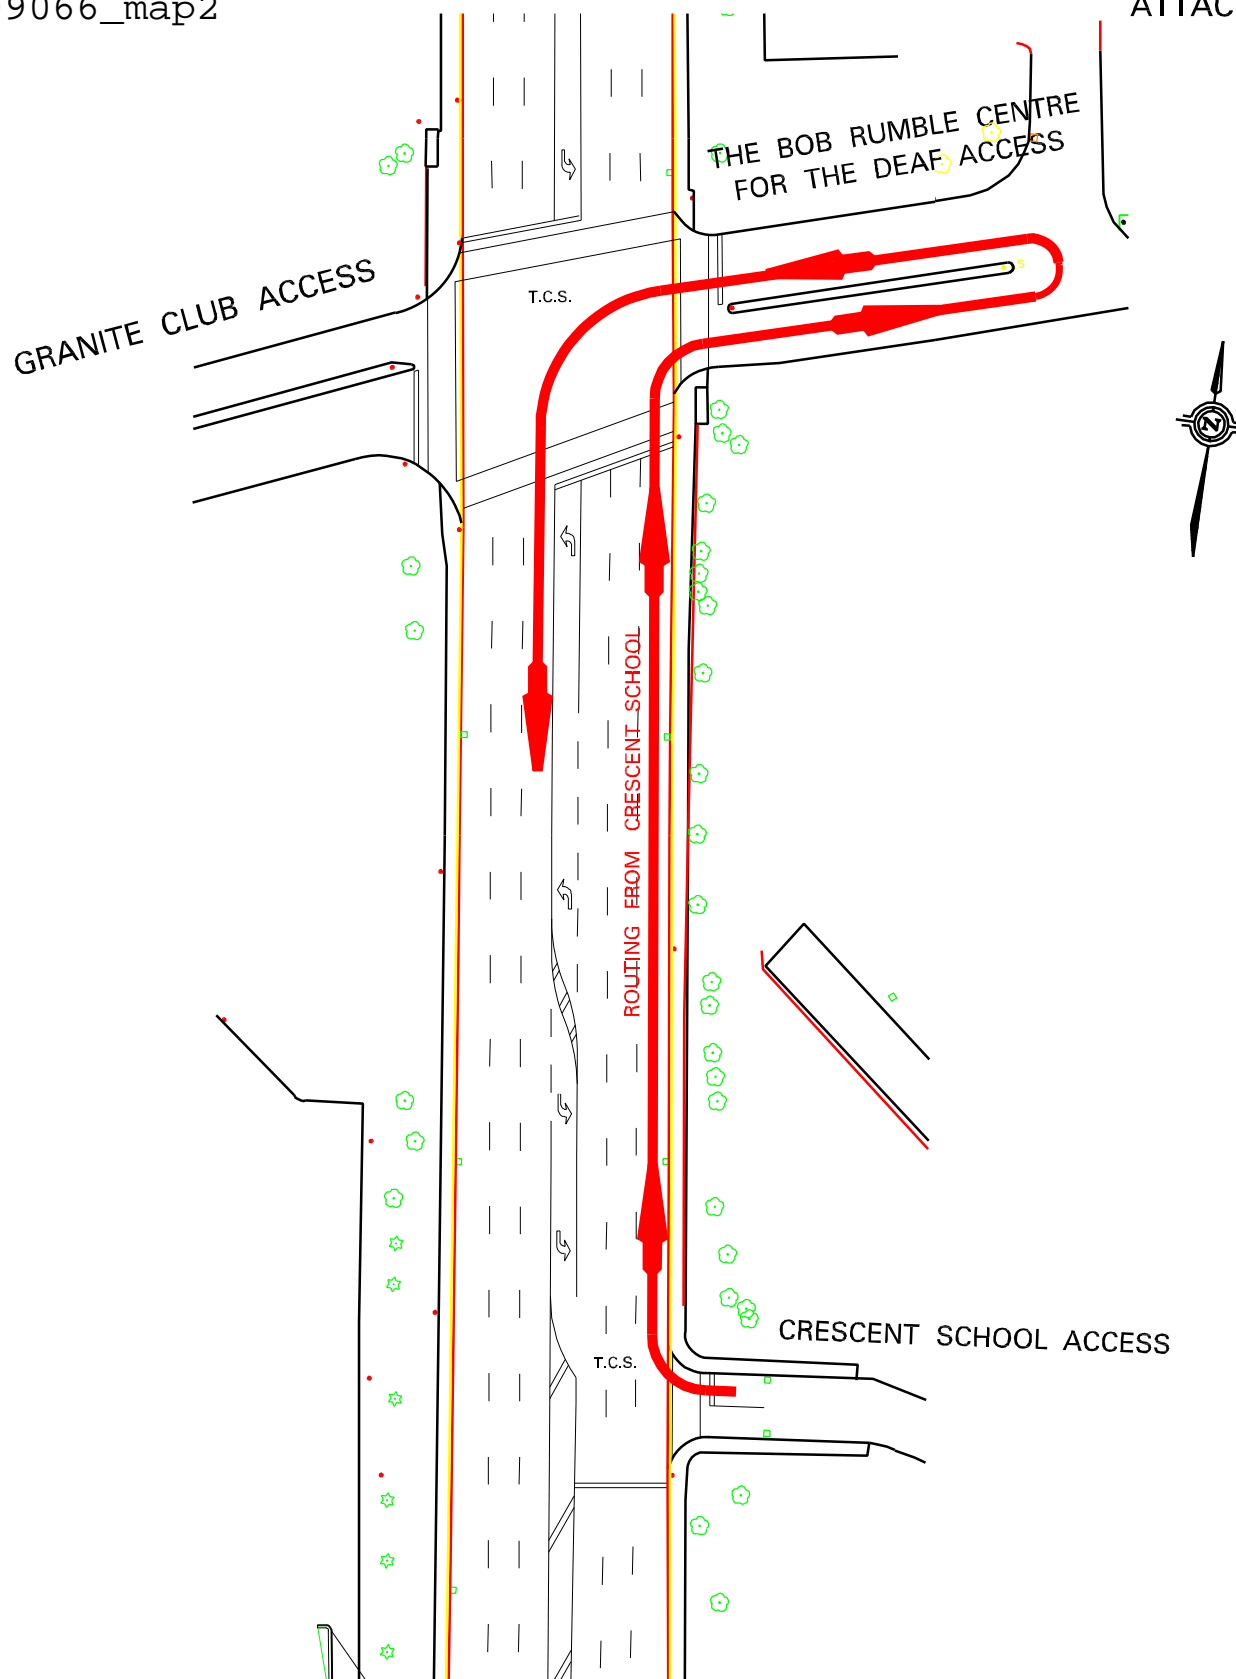 9066_map2
ATTAC
THE BOB RUMBLE CENTRE
FOR THE DEAF ACCESS
GRANITE CLUB ACCESS
T.C.S.
S
N
ROUTING FROM CRESCENT SCHOOL
CRESCENT SCHOOL ACCESS
T.C.S.